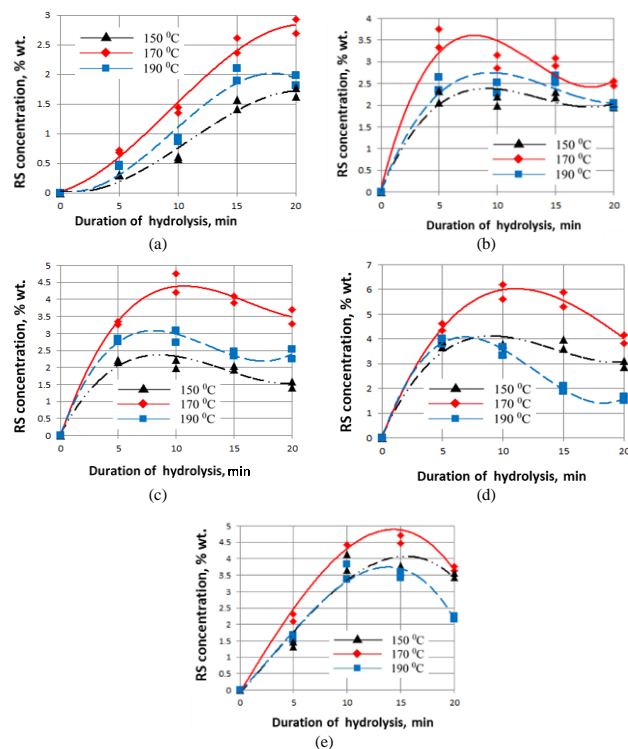 RS concentration, % wt.
3
2.5
2
1.5
1
0.5
0
150 ⁰C
170 ⁰C
190 ⁰C
0 5 10 15 20
Duration of hydrolysis, min
(a)
RS concentration, % wt.
4
3.5
3
2.5
2
1.5
1
0.5
0
150 ⁰C
170 ⁰C
190 ⁰C
0 5 10 15 20
Duration of hydrolysis, min
(b)
RS concentration, % wt.
5
4.5
4
3.5
3
2.5
2
1.5
1
0.5
0
150 ⁰C
170 ⁰C
190 ⁰C
0 5 10 15 20
Duration of hydrolysis, min
(c)
RS concentration, % wt.
7
6
5
4
3
2
1
0
150 ⁰C
170 ⁰C
190 ⁰C
0 5 10 15 20
Duration of hydrolysis, min
(d)
RS concentration, % wt.
5
4.5
4
3.5
3
2.5
2
1.5
1
0.5
0
150 ⁰C
170 ⁰C
190 ⁰C
0 5 10 15 20
Duration of hydrolysis, min
(e)